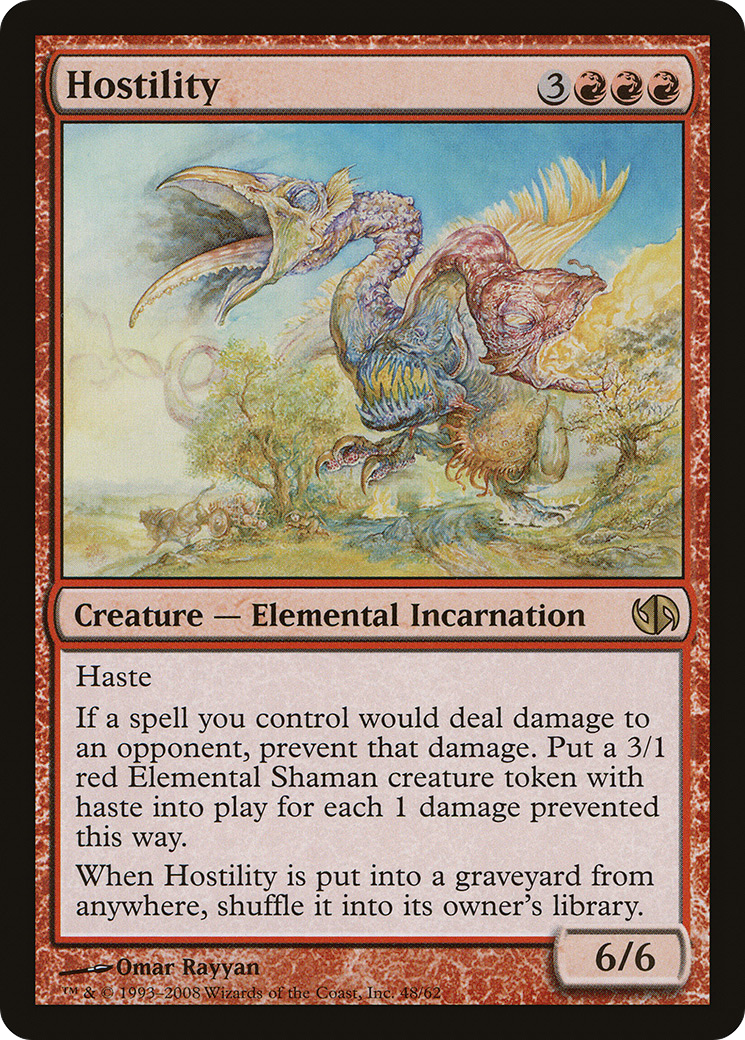 Hostility
3
Creature — Elemental Incarnation
Haste
If a spell you control would deal damage to
an opponent, prevent that damage. Put a 3/1
red Elemental Shaman creature token with
haste into play for each 1 damage prevented
this way.
When Hostility is put into a graveyard from
anywhere, shuffle it into its owner's library.
6/6
Omar Rayyan
™ & © 1993–2008 Wizards of the Coast, Inc. 48/62